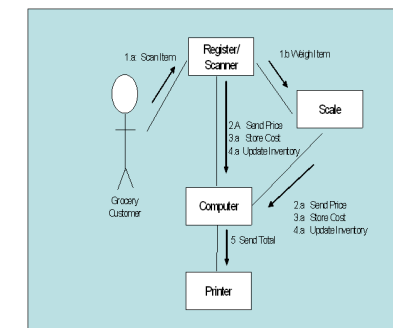 Register/
Scanner
1.a: Scan Item
1.b Weigh Item
Scale
2.A Send Price
3.a Store Cost
4.a Update Inventory
Grocery
Customer
Computer
2.a Send Price
3.a Store Cost
4.a Update Inventory
5 Send Total
Printer